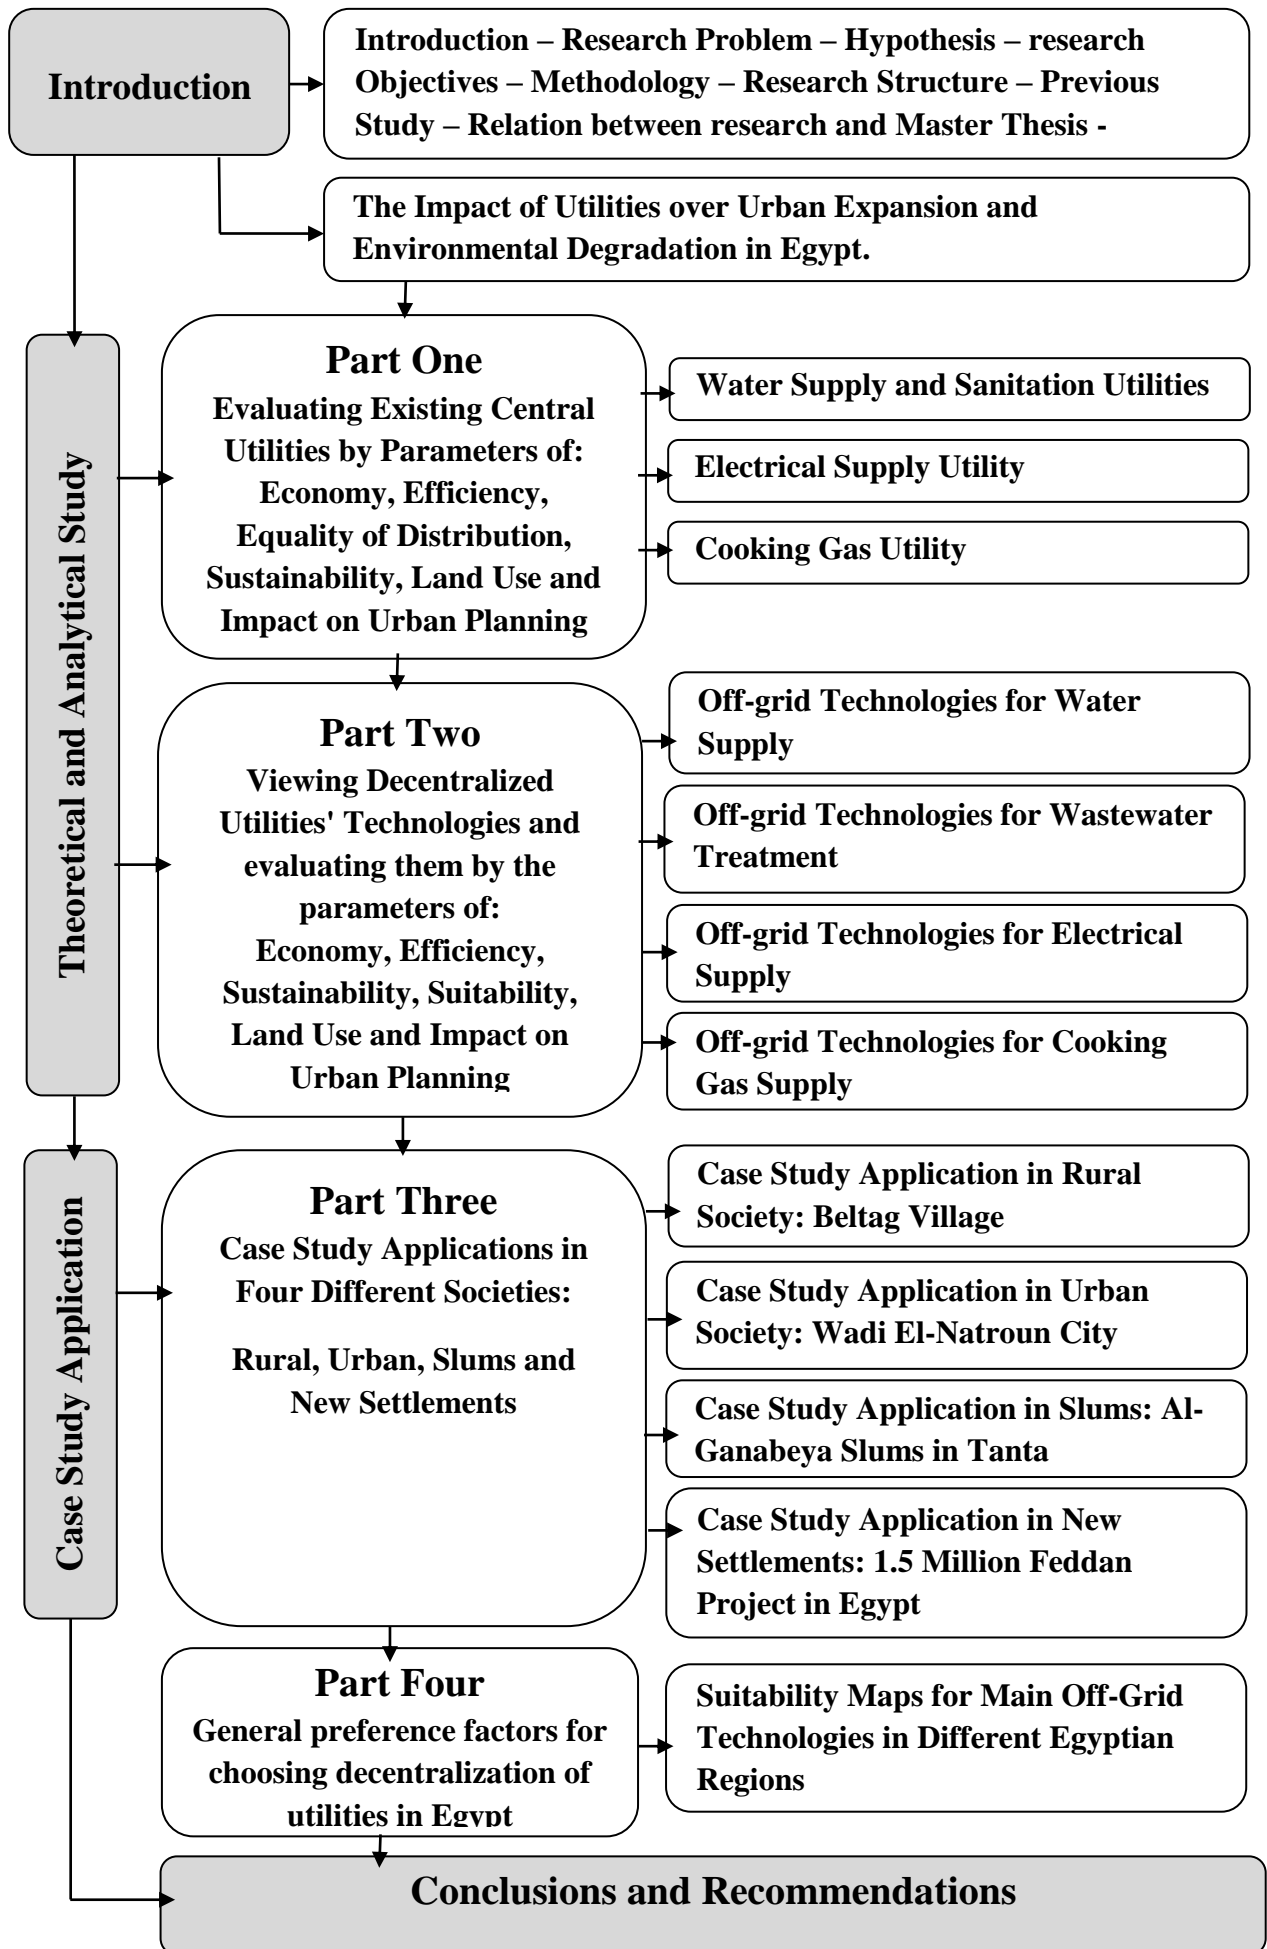 Introduction
Introduction – Research Problem – Hypothesis – research
Objectives – Methodology – Research Structure – Previous
Study – Relation between research and Master Thesis -
The Impact of Utilities over Urban Expansion and
Environmental Degradation in Egypt.
Theoretical and Analytical Study
Part One
Evaluating Existing Central
Utilities by Parameters of:
Economy, Efficiency,
Equality of Distribution,
Sustainability, Land Use and
Impact on Urban Planning
Water Supply and Sanitation Utilities
Electrical Supply Utility
Cooking Gas Utility
Part Two
Viewing Decentralized
Utilities' Technologies and
evaluating them by the
parameters of:
Economy, Efficiency,
Sustainability, Suitability,
Land Use and Impact on
Urban Planning
Off-grid Technologies for Water
Supply
Off-grid Technologies for Wastewater
Treatment
Off-grid Technologies for Electrical
Supply
Off-grid Technologies for Cooking
Gas Supply
Case Study Application
Part Three
Case Study Applications in
Four Different Societies:
Rural, Urban, Slums and
New Settlements
Case Study Application in Rural
Society: Beltag Village
Case Study Application in Urban
Society: Wadi El-Natroun City
Case Study Application in Slums: Al-
Ganabeya Slums in Tanta
Case Study Application in New
Settlements: 1.5 Million Feddan
Project in Egypt
Part Four
General preference factors for
choosing decentralization of
utilities in Egypt
Suitability Maps for Main Off-Grid
Technologies in Different Egyptian
Regions
Conclusions and Recommendations